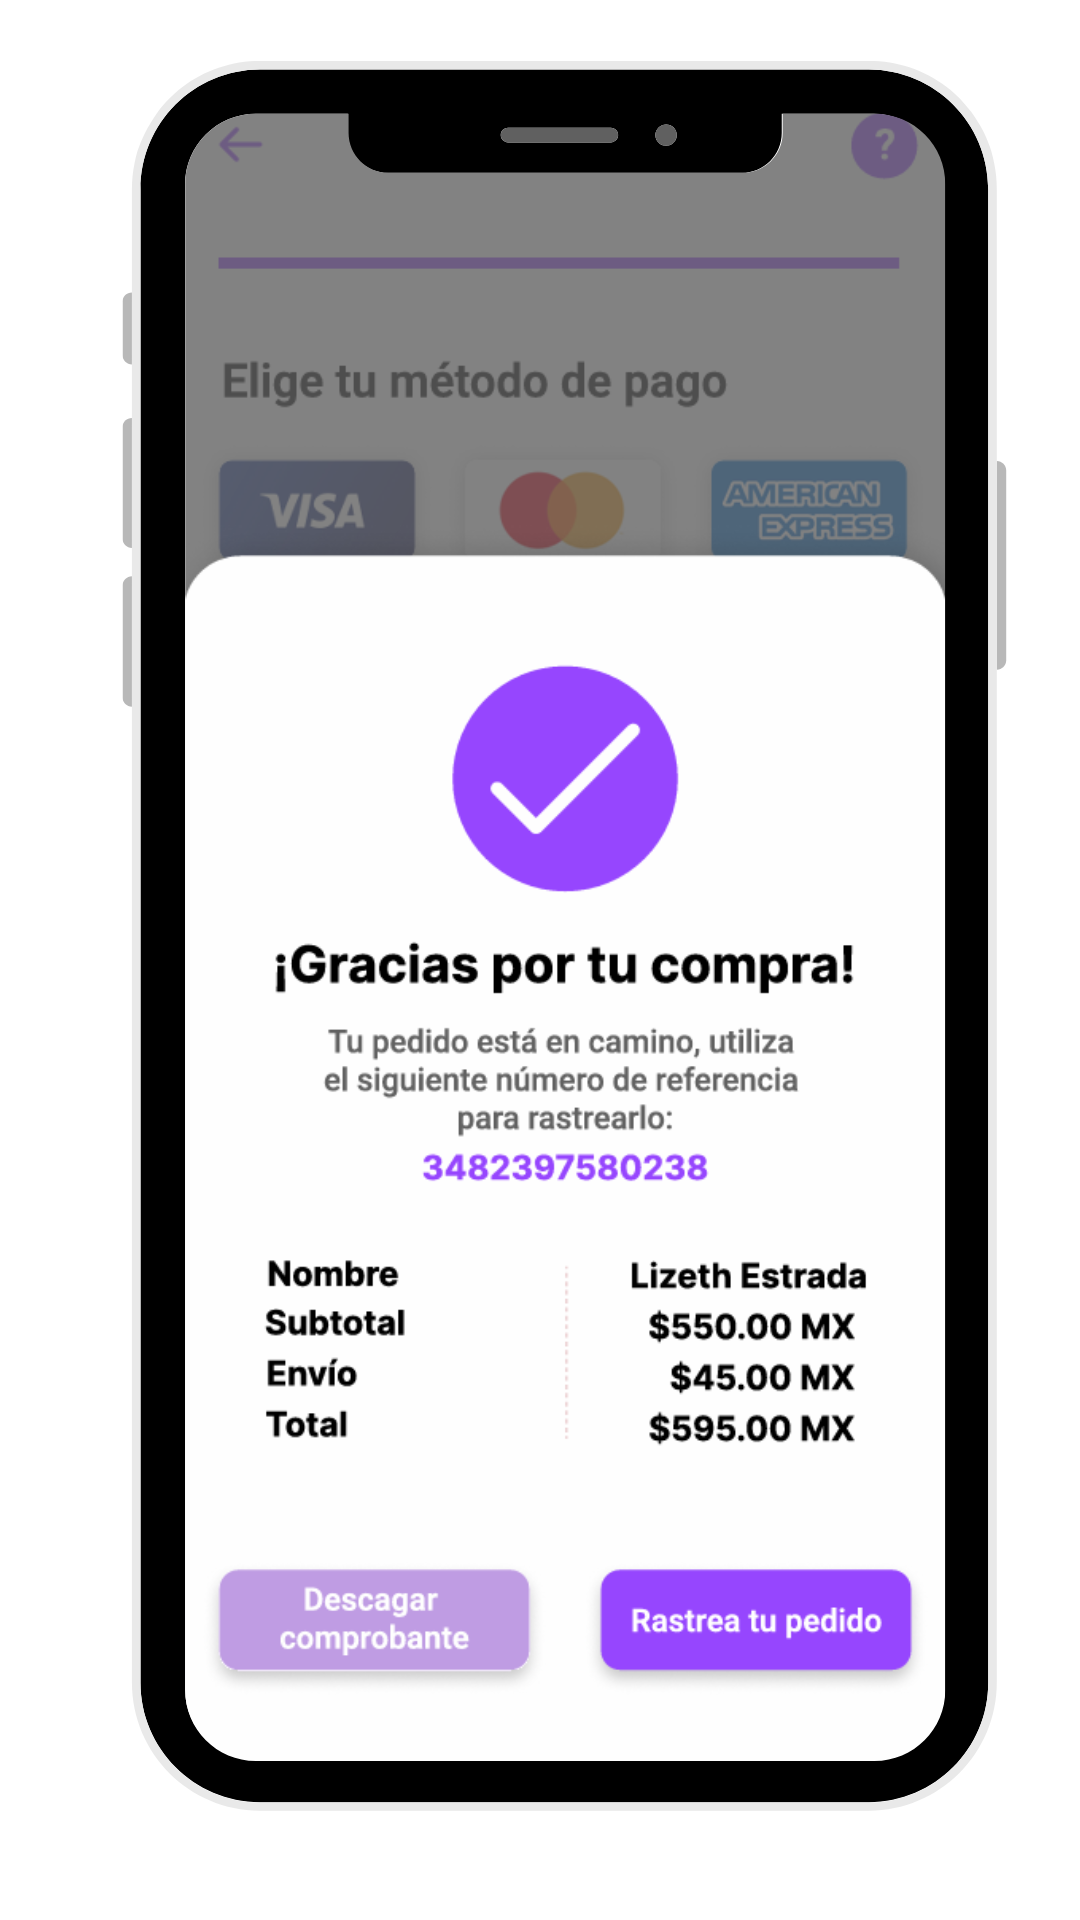 ?
Elige tu método de pago
VISA
AMERICAN
EXPRESS
¡Gracias por tu compra!
Tu pedido está en camino, utiliza
el siguiente número de referencia
para rastrearlo:
3482397580238
Nombre Lizeth Estrada
Subtotal $550.00 MX
Envío $45.00 MX
Total $595.00 MX
Descagar
comprobante
Rastrea tu pedido